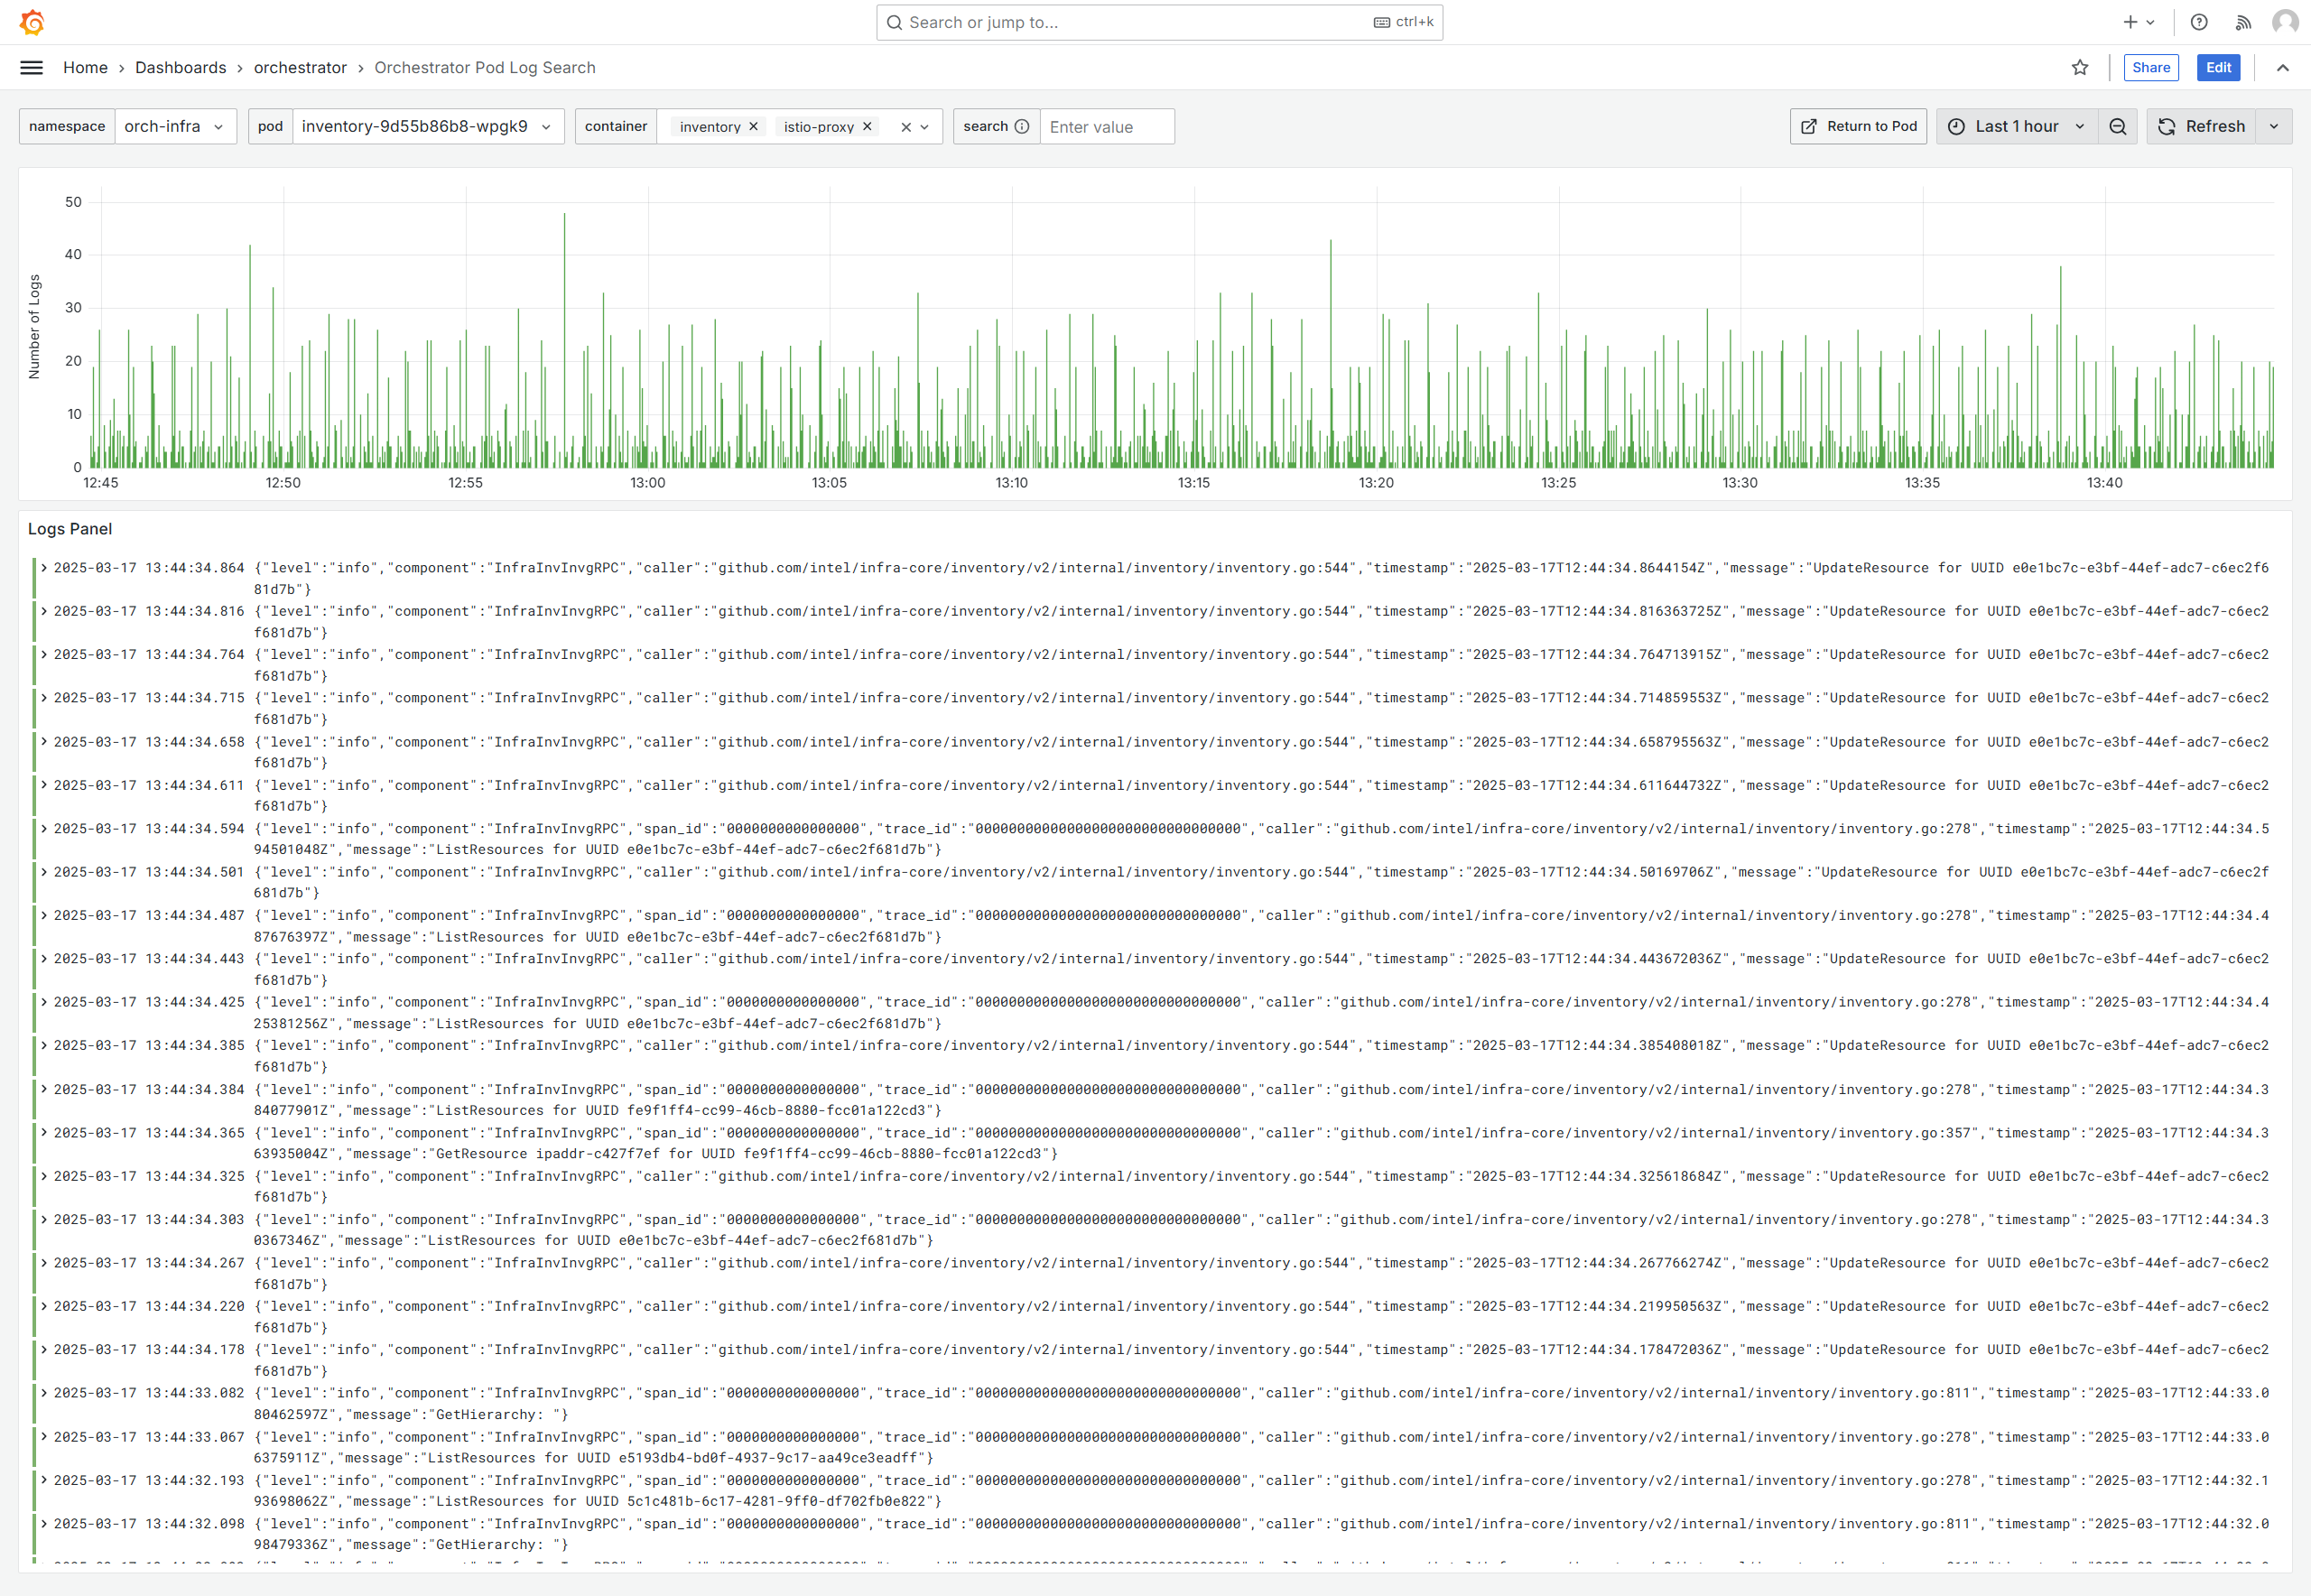 Search or jump to...
ctrl+k
Home
Dashboards
orchestrator
Orchestrator Pod Log Search
Share
Edit
namespace
orch-infra
pod
inventory-9d55b86b8-wpgk9
container
inventory
istio-proxy
search
Enter value
Return to Pod
Last 1 hour
Refresh
Number of Logs
50
40
30
20
10
0
12:45
12:50
12:55
13:00
13:05
13:10
13:15
13:20
13:25
13:30
13:35
13:40
Logs Panel
2025-03-17 13:44:34.864 {"level":"info","component":"InfraInvInvgRPC","caller":"github.com/intel/infra-core/inventory/v2/internal/inventory/inventory.go:544","timestamp":"2025-03-17T12:44:34.8644154Z","message":"UpdateResource for UUID e0e1bc7c-e3bf-44ef-adc7-c6ec2f6
81d7b"}
2025-03-17 13:44:34.816 {"level":"info","component":"InfraInvInvgRPC","caller":"github.com/intel/infra-core/inventory/v2/internal/inventory/inventory.go:544","timestamp":"2025-03-17T12:44:34.816363725Z","message":"UpdateResource for UUID e0e1bc7c-e3bf-44ef-adc7-c6ec2
f681d7b"}
2025-03-17 13:44:34.764 {"level":"info","component":"InfraInvInvgRPC","caller":"github.com/intel/infra-core/inventory/v2/internal/inventory/inventory.go:544","timestamp":"2025-03-17T12:44:34.764713915Z","message":"UpdateResource for UUID e0e1bc7c-e3bf-44ef-adc7-c6ec2
f681d7b"}
2025-03-17 13:44:34.715 {"level":"info","component":"InfraInvInvgRPC","caller":"github.com/intel/infra-core/inventory/v2/internal/inventory/inventory.go:544","timestamp":"2025-03-17T12:44:34.714859553Z","message":"UpdateResource for UUID e0e1bc7c-e3bf-44ef-adc7-c6ec2
f681d7b"}
2025-03-17 13:44:34.658 {"level":"info","component":"InfraInvInvgRPC","caller":"github.com/intel/infra-core/inventory/v2/internal/inventory/inventory.go:544","timestamp":"2025-03-17T12:44:34.658795563Z","message":"UpdateResource for UUID e0e1bc7c-e3bf-44ef-adc7-c6ec2
f681d7b"}
2025-03-17 13:44:34.611 {"level":"info","component":"InfraInvInvgRPC","caller":"github.com/intel/infra-core/inventory/v2/internal/inventory/inventory.go:544","timestamp":"2025-03-17T12:44:34.611644732Z","message":"UpdateResource for UUID e0e1bc7c-e3bf-44ef-adc7-c6ec2
f681d7b"}
2025-03-17 13:44:34.594 {"level":"info","component":"InfraInvInvgRPC","span_id":"0000000000000000","trace_id":"00000000000000000000000000000000","caller":"github.com/intel/infra-core/inventory/v2/internal/inventory/inventory.go:278","timestamp":"2025-03-17T12:44:34.5
94501048Z","message":"ListResources for UUID e0e1bc7c-e3bf-44ef-adc7-c6ec2f681d7b"}
2025-03-17 13:44:34.501 {"level":"info","component":"InfraInvInvgRPC","caller":"github.com/intel/infra-core/inventory/v2/internal/inventory/inventory.go:544","timestamp":"2025-03-17T12:44:34.50169706Z","message":"UpdateResource for UUID e0e1bc7c-e3bf-44ef-adc7-c6ec2f
681d7b"}
2025-03-17 13:44:34.487 {"level":"info","component":"InfraInvInvgRPC","span_id":"0000000000000000","trace_id":"00000000000000000000000000000000","caller":"github.com/intel/infra-core/inventory/v2/internal/inventory/inventory.go:278","timestamp":"2025-03-17T12:44:34.4
87676397Z","message":"ListResources for UUID e0e1bc7c-e3bf-44ef-adc7-c6ec2f681d7b"}
2025-03-17 13:44:34.443 {"level":"info","component":"InfraInvInvgRPC","caller":"github.com/intel/infra-core/inventory/v2/internal/inventory/inventory.go:544","timestamp":"2025-03-17T12:44:34.443672036Z","message":"UpdateResource for UUID e0e1bc7c-e3bf-44ef-adc7-c6ec2
f681d7b"}
2025-03-17 13:44:34.425 {"level":"info","component":"InfraInvInvgRPC","span_id":"0000000000000000","trace_id":"00000000000000000000000000000000","caller":"github.com/intel/infra-core/inventory/v2/internal/inventory/inventory.go:278","timestamp":"2025-03-17T12:44:34.4
25381256Z","message":"ListResources for UUID e0e1bc7c-e3bf-44ef-adc7-c6ec2f681d7b"}
2025-03-17 13:44:34.385 {"level":"info","component":"InfraInvInvgRPC","caller":"github.com/intel/infra-core/inventory/v2/internal/inventory/inventory.go:544","timestamp":"2025-03-17T12:44:34.385408018Z","message":"UpdateResource for UUID e0e1bc7c-e3bf-44ef-adc7-c6ec2
f681d7b"}
2025-03-17 13:44:34.384 {"level":"info","component":"InfraInvInvgRPC","span_id":"0000000000000000","trace_id":"00000000000000000000000000000000","caller":"github.com/intel/infra-core/inventory/v2/internal/inventory/inventory.go:278","timestamp":"2025-03-17T12:44:34.3
84077901Z","message":"ListResources for UUID fe9f1ff4-cc99-46cb-8880-fcc01a122cd3"}
2025-03-17 13:44:34.365 {"level":"info","component":"InfraInvInvgRPC","span_id":"0000000000000000","trace_id":"00000000000000000000000000000000","caller":"github.com/intel/infra-core/inventory/v2/internal/inventory/inventory.go:357","timestamp":"2025-03-17T12:44:34.3
63935004Z","message":"GetResource ipaddr-c427f7ef for UUID fe9f1ff4-cc99-46cb-8880-fcc01a122cd3"}
2025-03-17 13:44:34.325 {"level":"info","component":"InfraInvInvgRPC","caller":"github.com/intel/infra-core/inventory/v2/internal/inventory/inventory.go:544","timestamp":"2025-03-17T12:44:34.325618684Z","message":"UpdateResource for UUID e0e1bc7c-e3bf-44ef-adc7-c6ec2
f681d7b"}
2025-03-17 13:44:34.303 {"level":"info","component":"InfraInvInvgRPC","span_id":"0000000000000000","trace_id":"00000000000000000000000000000000","caller":"github.com/intel/infra-core/inventory/v2/internal/inventory/inventory.go:278","timestamp":"2025-03-17T12:44:34.3
0367346Z","message":"ListResources for UUID e0e1bc7c-e3bf-44ef-adc7-c6ec2f681d7b"}
2025-03-17 13:44:34.267 {"level":"info","component":"InfraInvInvgRPC","caller":"github.com/intel/infra-core/inventory/v2/internal/inventory/inventory.go:544","timestamp":"2025-03-17T12:44:34.267766274Z","message":"UpdateResource for UUID e0e1bc7c-e3bf-44ef-adc7-c6ec2
f681d7b"}
2025-03-17 13:44:34.220 {"level":"info","component":"InfraInvInvgRPC","caller":"github.com/intel/infra-core/inventory/v2/internal/inventory/inventory.go:544","timestamp":"2025-03-17T12:44:34.219950563Z","message":"UpdateResource for UUID e0e1bc7c-e3bf-44ef-adc7-c6ec2
f681d7b"}
2025-03-17 13:44:34.178 {"level":"info","component":"InfraInvInvgRPC","caller":"github.com/intel/infra-core/inventory/v2/internal/inventory/inventory.go:544","timestamp":"2025-03-17T12:44:34.178472036Z","message":"UpdateResource for UUID e0e1bc7c-e3bf-44ef-adc7-c6ec2
f681d7b"}
2025-03-17 13:44:33.082 {"level":"info","component":"InfraInvInvgRPC","span_id":"0000000000000000","trace_id":"00000000000000000000000000000000","caller":"github.com/intel/infra-core/inventory/v2/internal/inventory/inventory.go:811","timestamp":"2025-03-17T12:44:33.0
80462597Z","message":"GetHierarchy: "}
2025-03-17 13:44:33.067 {"level":"info","component":"InfraInvInvgRPC","span_id":"0000000000000000","trace_id":"00000000000000000000000000000000","caller":"github.com/intel/infra-core/inventory/v2/internal/inventory/inventory.go:278","timestamp":"2025-03-17T12:44:33.0
6375911Z","message":"ListResources for UUID e5193db4-bd0f-4937-9c17-aa49ce3eadff"}
2025-03-17 13:44:32.193 {"level":"info","component":"InfraInvInvgRPC","span_id":"0000000000000000","trace_id":"00000000000000000000000000000000","caller":"github.com/intel/infra-core/inventory/v2/internal/inventory/inventory.go:278","timestamp":"2025-03-17T12:44:32.1
93698062Z","message":"ListResources for UUID 5c1c481b-6c17-4281-9ff0-df702fb0e822"}
2025-03-17 13:44:32.098 {"level":"info","component":"InfraInvInvgRPC","span_id":"0000000000000000","trace_id":"00000000000000000000000000000000","caller":"github.com/intel/infra-core/inventory/v2/internal/inventory/inventory.go:811","timestamp":"2025-03-17T12:44:32.0
98479336Z","message":"GetHierarchy: "}